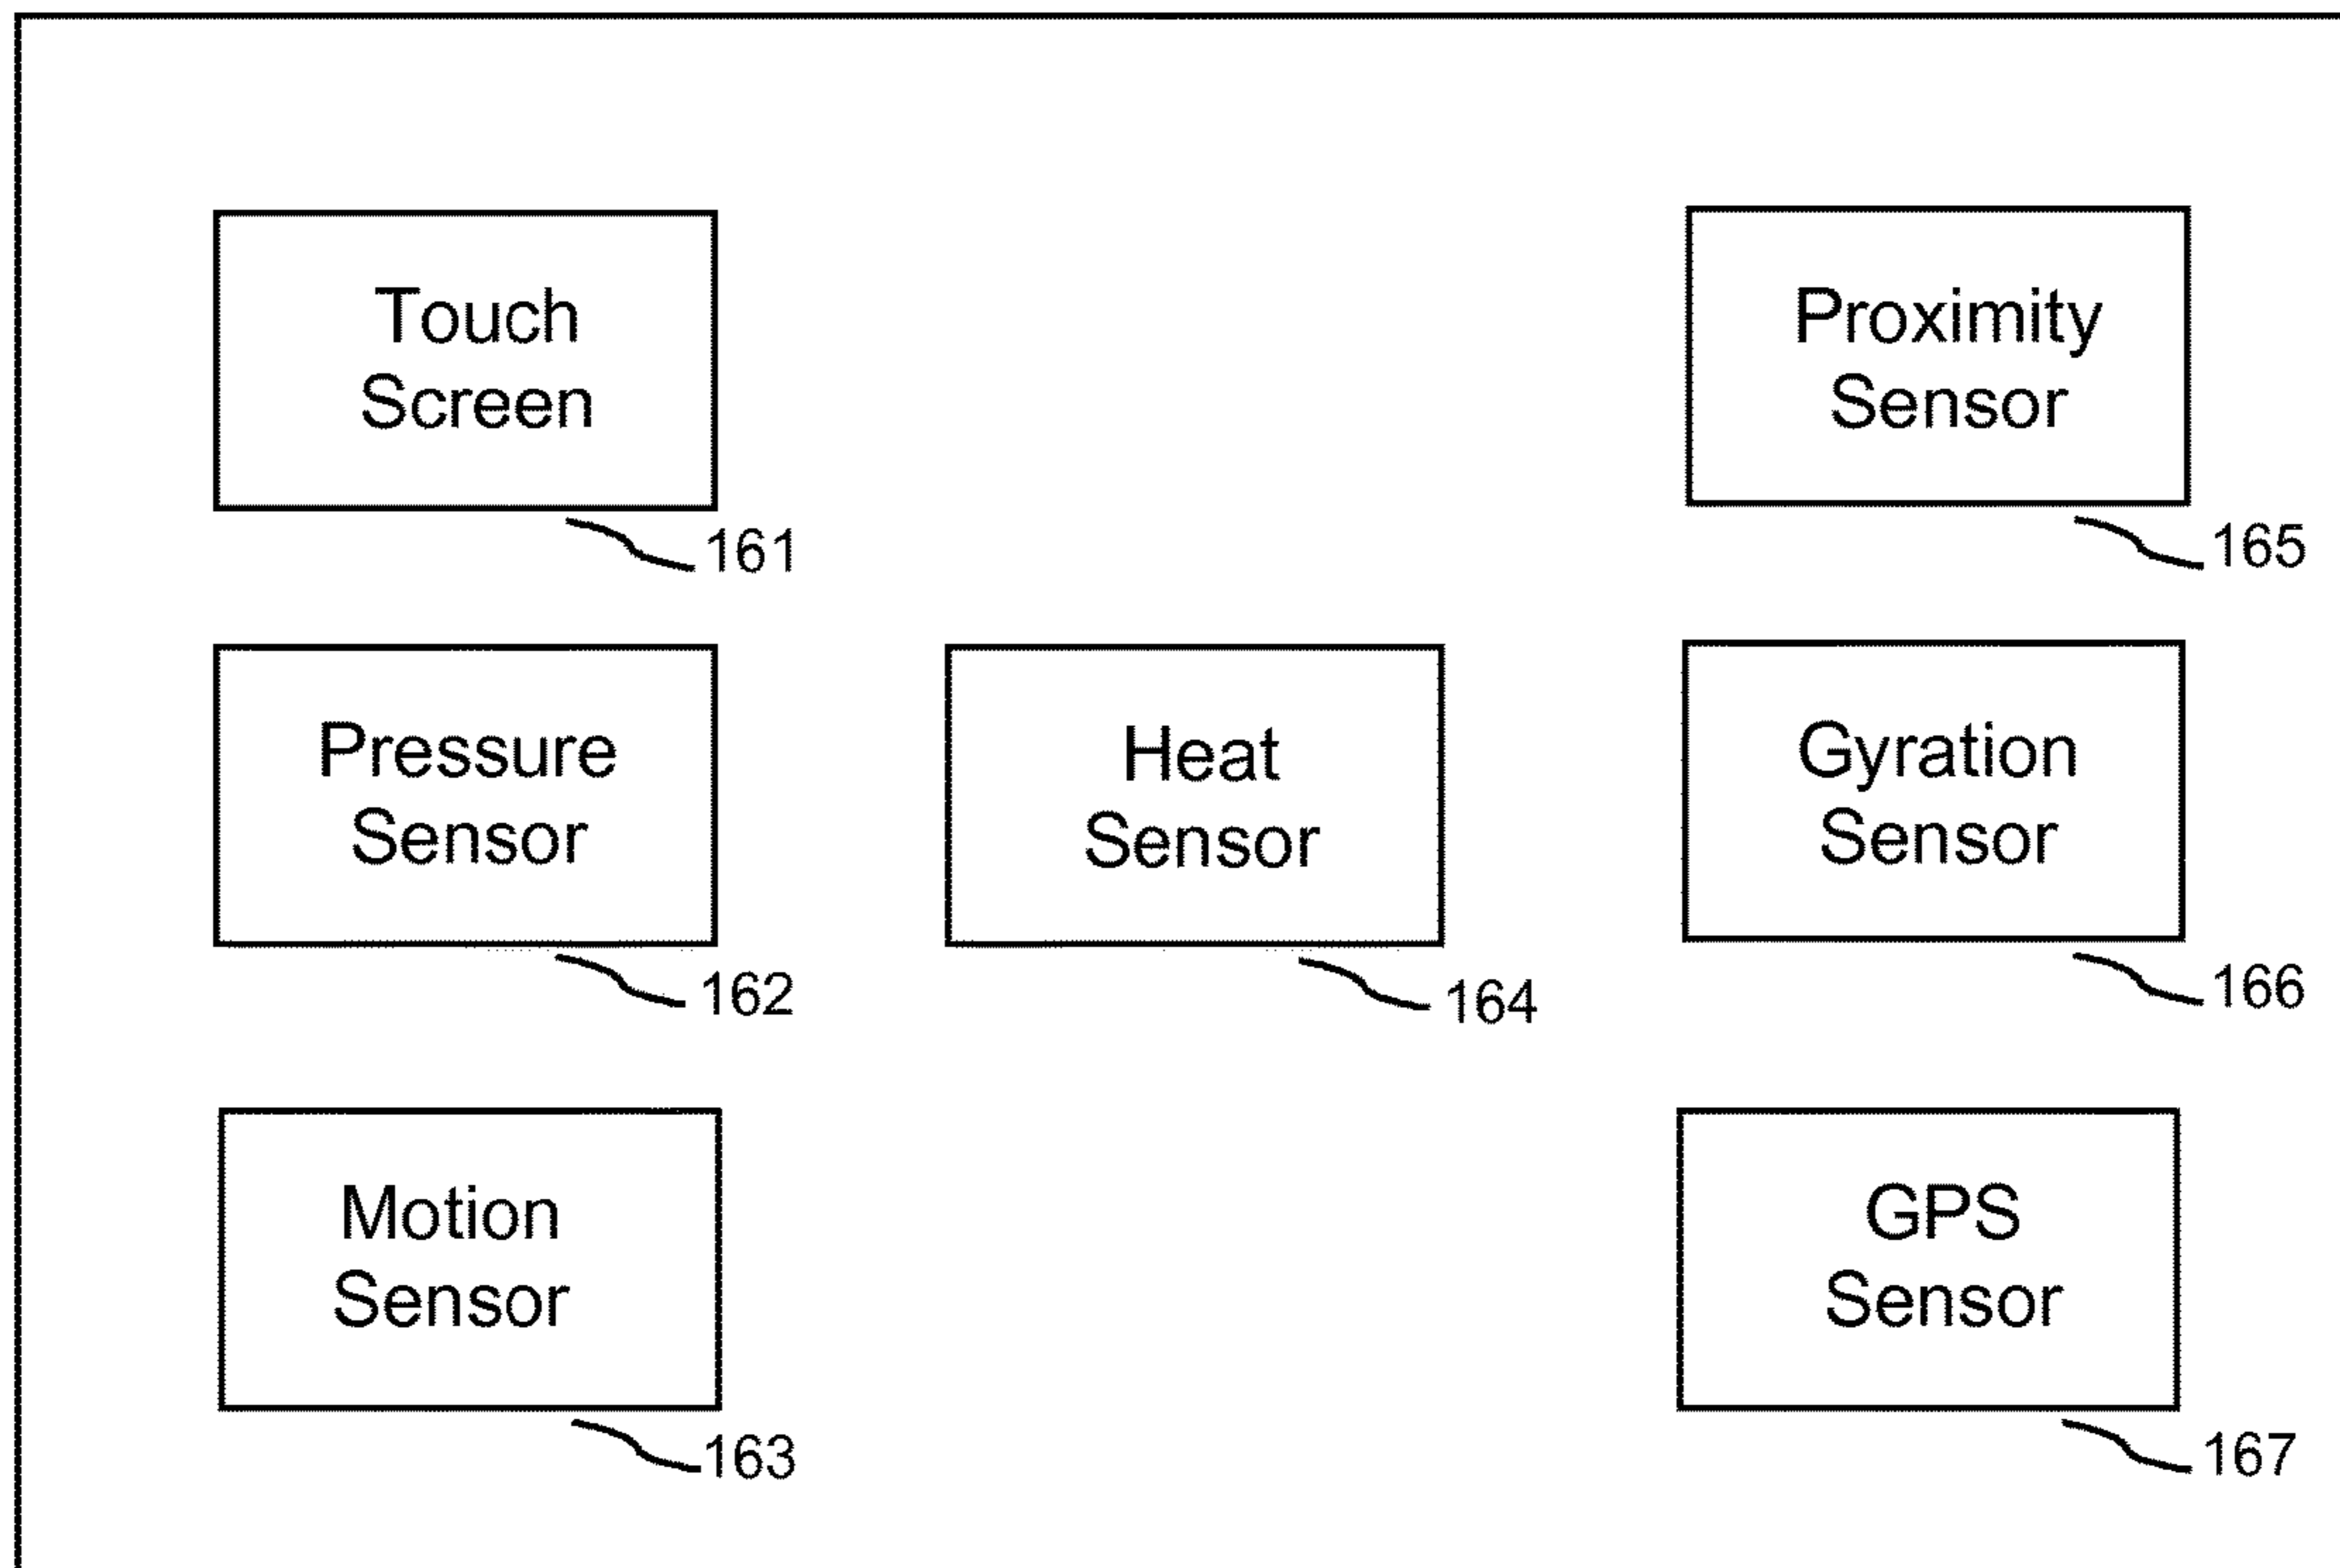 Touch
Screen
161
Proximity
Sensor
165
Pressure
Sensor
162
Heat
Sensor
164
Gyration
Sensor
166
Motion
Sensor
163
GPS
Sensor
167